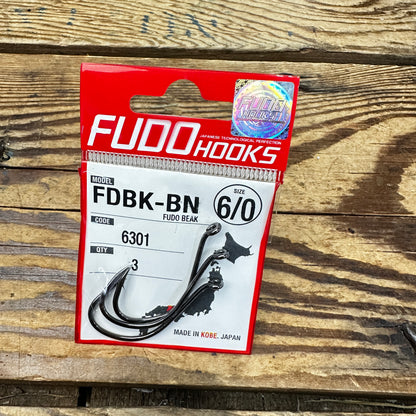 FUDO
FUDO HOOKS
JAPANESE TECHNOLOGICAL PERFECTION
MODEL
FDBK-BN
FUDO BEAK
SIZE
6/0
CODE
6301
QTY
3
MADE IN KOBE. JAPAN